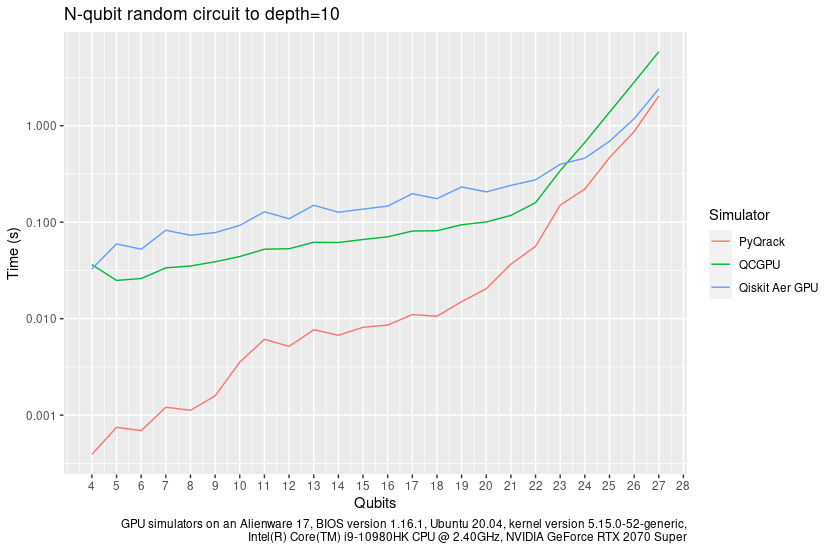 N-qubit random circuit to depth=10
Time (s)
1.000
0.100
0.010
0.001
4 5 6 7 8 9 10 11 12 13 14 15 16 17 18 19 20 21 22 23 24 25 26 27 28
Qubits
Simulator
PyQrack
QCGPU
Qiskit Aer GPU
GPU simulators on an Alienware 17, BIOS version 1.16.1, Ubuntu 20.04, kernel version 5.15.0-52-generic,
Intel(R) Core(TM) i9-10980HK CPU @ 2.40GHz, NVIDIA GeForce RTX 2070 Super